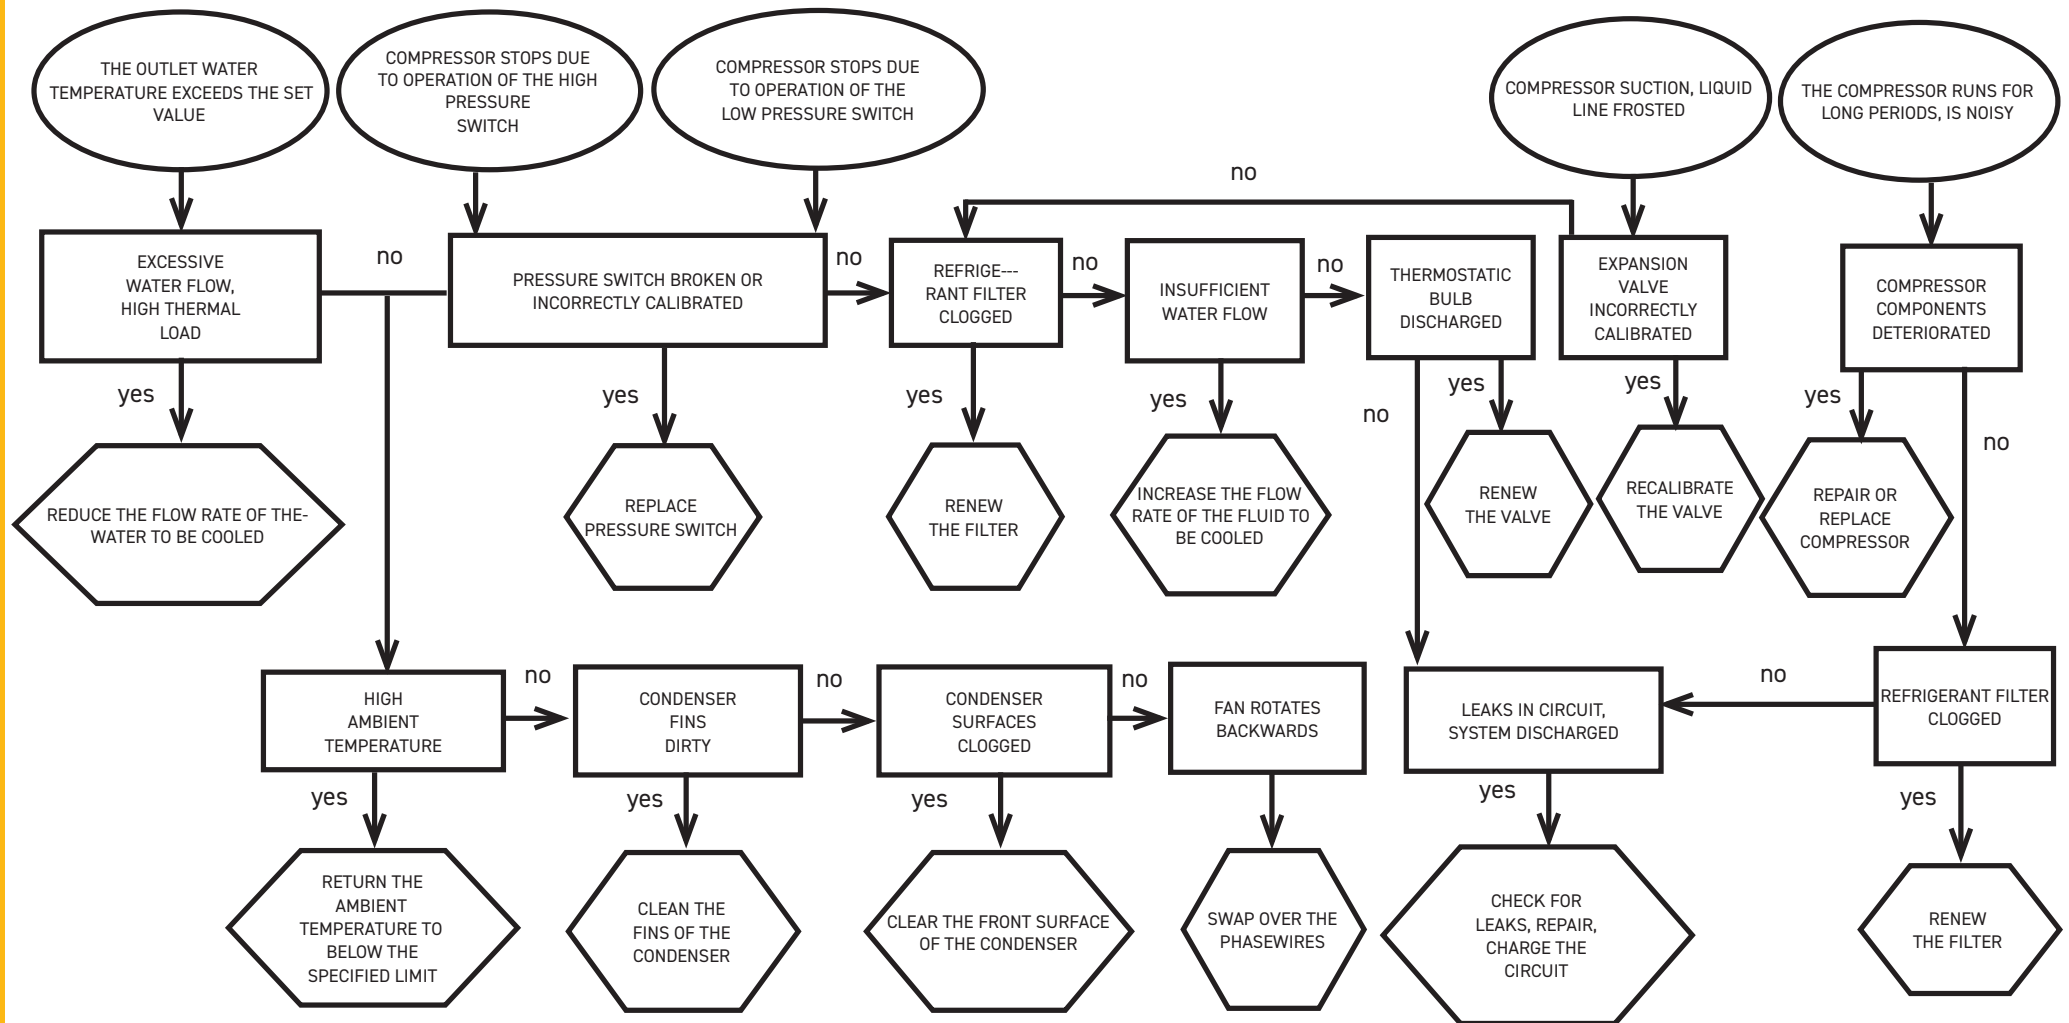 THE OUTLET WATER
TEMPERATURE EXCEEDS THE SET
VALUE
COMPRESSOR STOPS DUE
TO OPERATION OF THE HIGH
PRESSURE
SWITCH
COMPRESSOR STOPS DUE
TO OPERATION OF THE
LOW PRESSURE SWITCH
COMPRESSOR SUCTION, LIQUID
LINE FROSTED
THE COMPRESSOR RUNS FOR
LONG PERIODS, IS NOISY
no
EXCESSIVE
WATER FLOW,
HIGH THERMAL
LOAD
no
PRESSURE SWITCH BROKEN OR
INCORRECTLY CALIBRATED
no
REFRIGE---
RANT FILTER
CLOGGED
no
INSUFFICIENT
WATER FLOW
no
THERMOSTATIC
BULB
DISCHARGED
EXPANSION
VALVE
INCORRECTLY
CALIBRATED
COMPRESSOR
COMPONENTS
DETERIORATED
yes
yes
yes
yes
no
yes
yes
yes
no
REDUCE THE FLOW RATE OF THE-
WATER TO BE COOLED
REPLACE
PRESSURE SWITCH
RENEW
THE FILTER
INCREASE THE FLOW
RATE OF THE FLUID TO
BE COOLED
RENEW
THE VALVE
RECALIBRATE
THE VALVE
REPAIR OR
REPLACE
COMPRESSOR
HIGH
AMBIENT
TEMPERATURE
no
CONDENSER
FINS
DIRTY
no
CONDENSER
SURFACES
CLOGGED
no
FAN ROTATES
BACKWARDS
LEAKS IN CIRCUIT,
SYSTEM DISCHARGED
no
REFRIGERANT FILTER
CLOGGED
yes
yes
yes
yes
yes
RETURN THE
AMBIENT
TEMPERATURE TO
BELOW THE
SPECIFIED LIMIT
CLEAN THE
FINS OF THE
CONDENSER
CLEAR THE FRONT SURFACE
OF THE CONDENSER
SWAP OVER THE
PHASEWIRES
CHECK FOR
LEAKS, REPAIR,
CHARGE THE
CIRCUIT
RENEW
THE FILTER